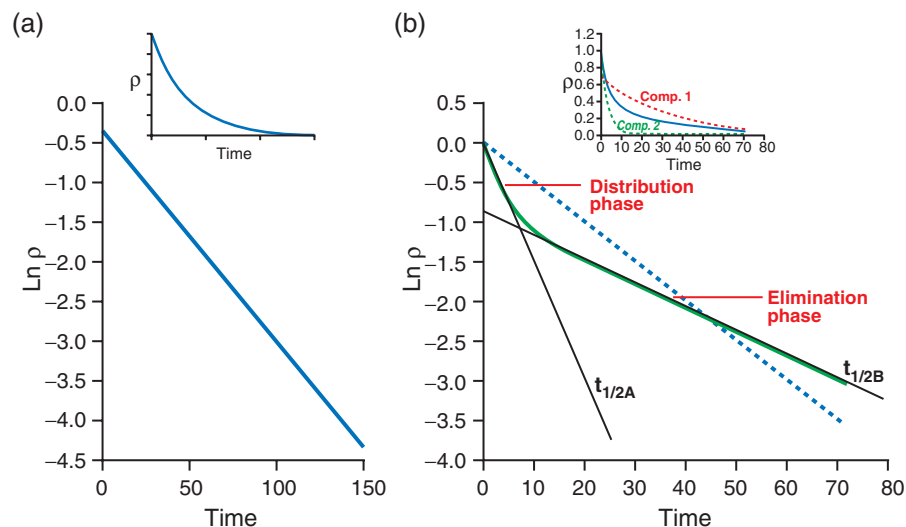 (a)
ρ
Time
0.0
−0.5
−1.0
−1.5
−2.0
−2.5
−3.0
−3.5
−4.0
−4.5
Ln ρ
0 50 100 150
Time
(b)
1.2
1.0
0.8
0.6
0.4
0.2
0.0
ρ
Comp. 1
Comp. 2
0 10 20 30 40 50 60 70 80
Time
0.0
−0.5
−1.0
−1.5
−2.0
−2.5
−3.0
−3.5
−4.0
Ln ρ
Distribution
phase
Elimination
phase
t1/2A
t1/2B
0 10 20 30 40 50 60 70 80
Time